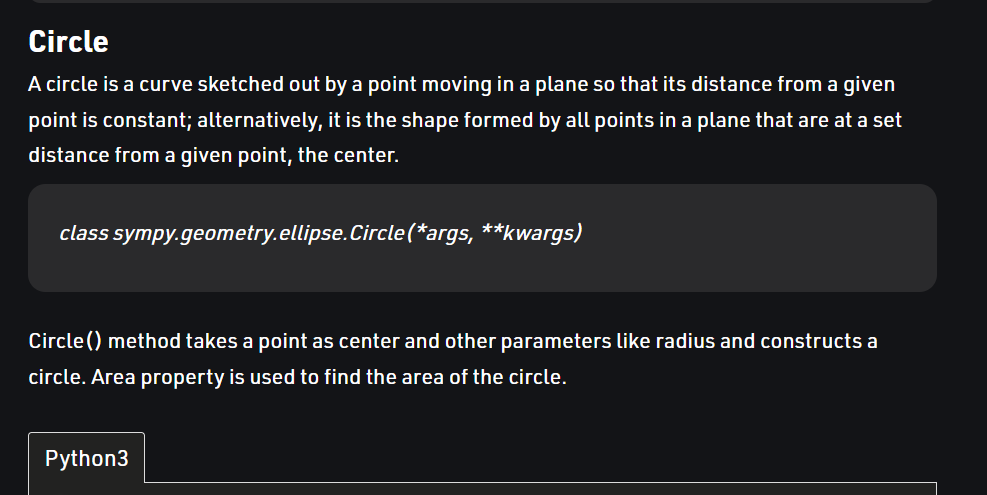 Circle
A circle is a curve sketched out by a point moving in a plane so that its distance from a given
point is constant; alternatively, it is the shape formed by all points in a plane that are at a set
distance from a given point, the center.
class sympy.geometry.ellipse.Circle(*args, **kwargs)
Circle() method takes a point as center and other parameters like radius and constructs a
circle. Area property is used to find the area of the circle.
Python3